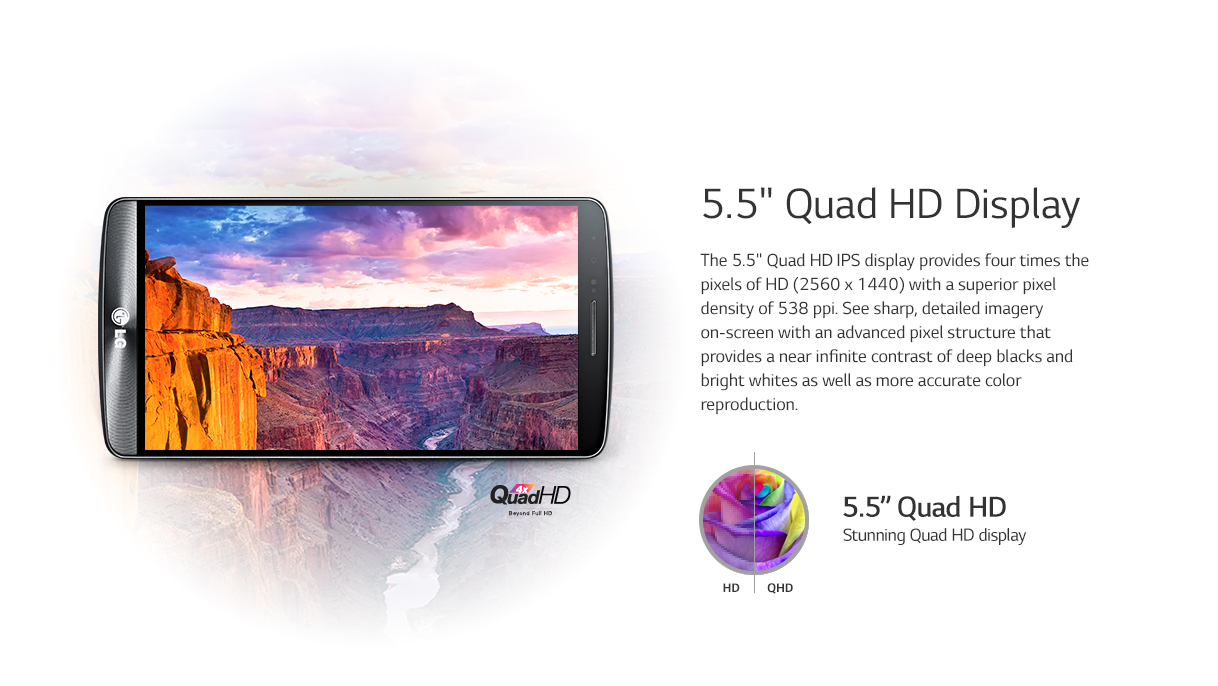 LG
4x
QuadHD
Beyond Full HD
5.5" Quad HD Display
The 5.5" Quad HD IPS display provides four times the
pixels of HD (2560 x 1440) with a superior pixel
density of 538 ppi. See sharp, detailed imagery
on-screen with an advanced pixel structure that
provides a near infinite contrast of deep blacks and
bright whites as well as more accurate color
reproduction.
5.5” Quad HD
Stunning Quad HD display
HD QHD